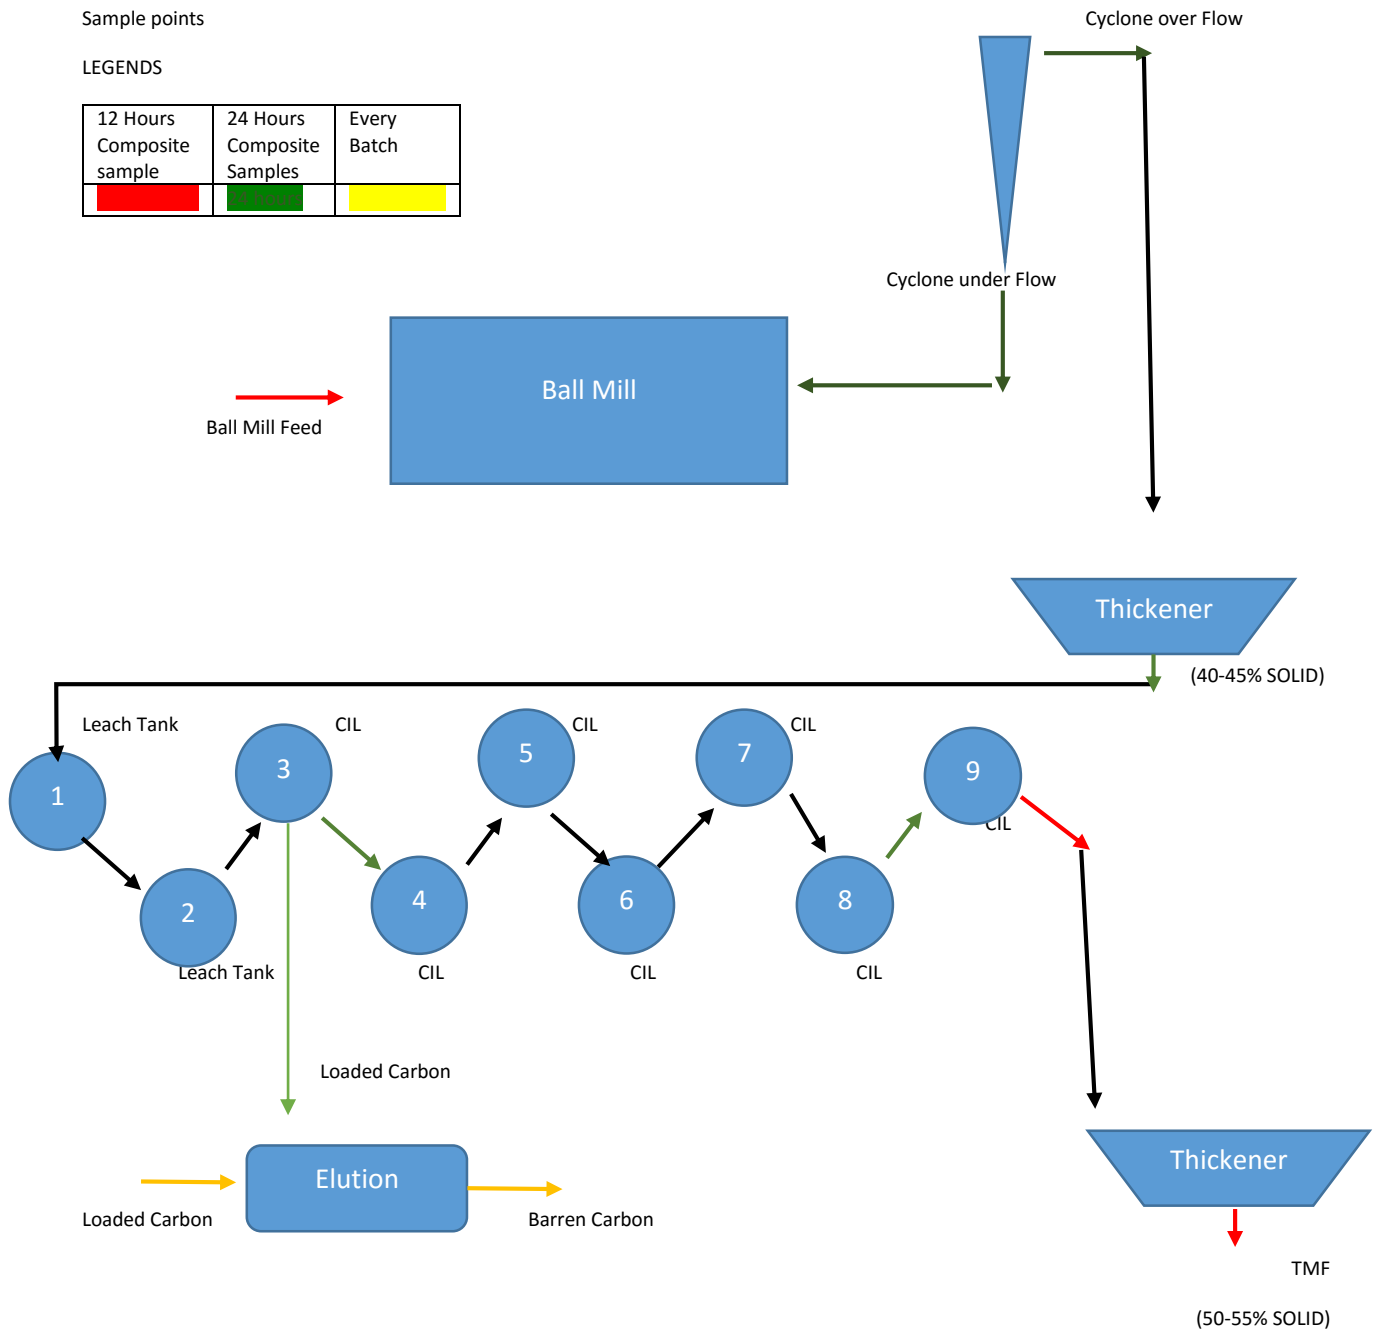 Sample points
Cyclone over Flow
LEGENDS
12 Hours
Composite
sample
24 Hours
Composite
Samples
Every
Batch
24 hours
Cyclone under Flow
Ball Mill
Ball Mill Feed
Thickener
(40-45% SOLID)
Leach Tank
CIL
CIL
CIL
1
3
5
7
9
CIL
2
4
6
8
Leach Tank
CIL
CIL
CIL
Loaded Carbon
Elution
Thickener
Loaded Carbon
Barren Carbon
TMF
(50-55% SOLID)